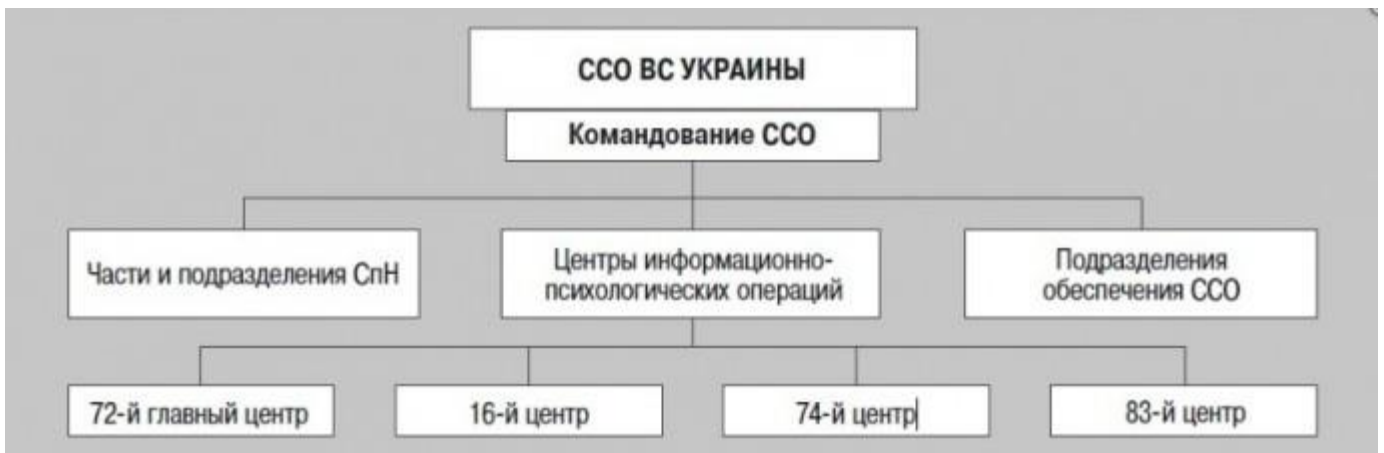 ССО ВС УКРАИНЫ
Командование ССО
Части и подразделения СпН
Центры информационно-
психологических операций
Подразделения
обеспечения ССО
72-й главный центр
16-й центр
74-й центр
83-й центр